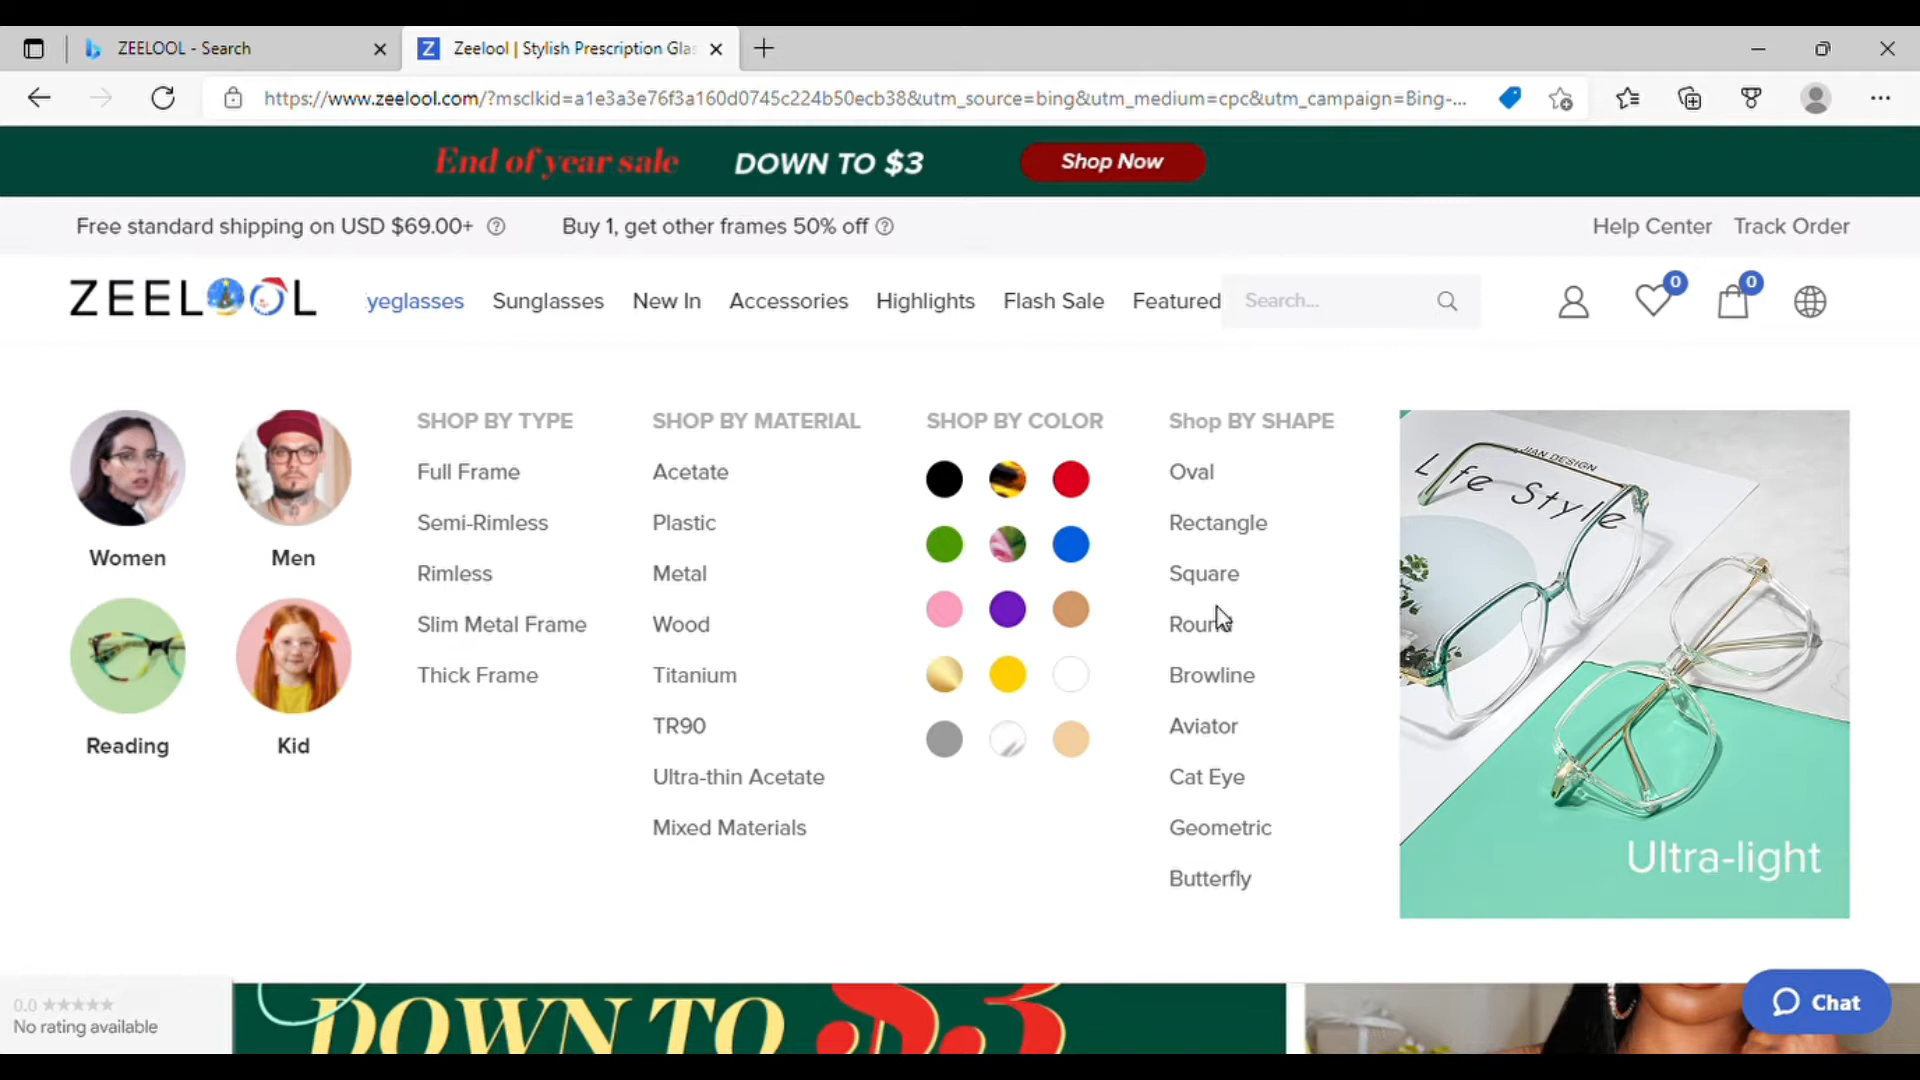 ZEELOOL - Search
Zeelool | Stylish Prescription Glas
https://www.zeelool.com/?msclkid=a1e3a3e76f3a160d0745c224b50ecb38&utm_source=bing&utm_medium=cpc&utm_campaign=Bing-...
End of year sale DOWN TO $3 Shop Now
Free standard shipping on USD $69.00+ ? Buy 1, get other frames 50% off ? Help Center Track Order
ZEELOOL yeglasses Sunglasses New In Accessories Highlights Flash Sale Featured Search... 0 0
SHOP BY TYPE SHOP BY MATERIAL SHOP BY COLOR Shop BY SHAPE
Full Frame Acetate Oval
Semi-Rimless Plastic Rectangle
Women Men
Rimless Metal Square
Slim Metal Frame Wood Round
Thick Frame Titanium Browline
Reading Kid
TR90 Aviator
Ultra-thin Acetate Cat Eye
Mixed Materials Geometric
Butterfly
JIAN DESIGN
Life Style
Ultra-light
0.0 ★★★★★
No rating available
DOWN TO $3
Chat